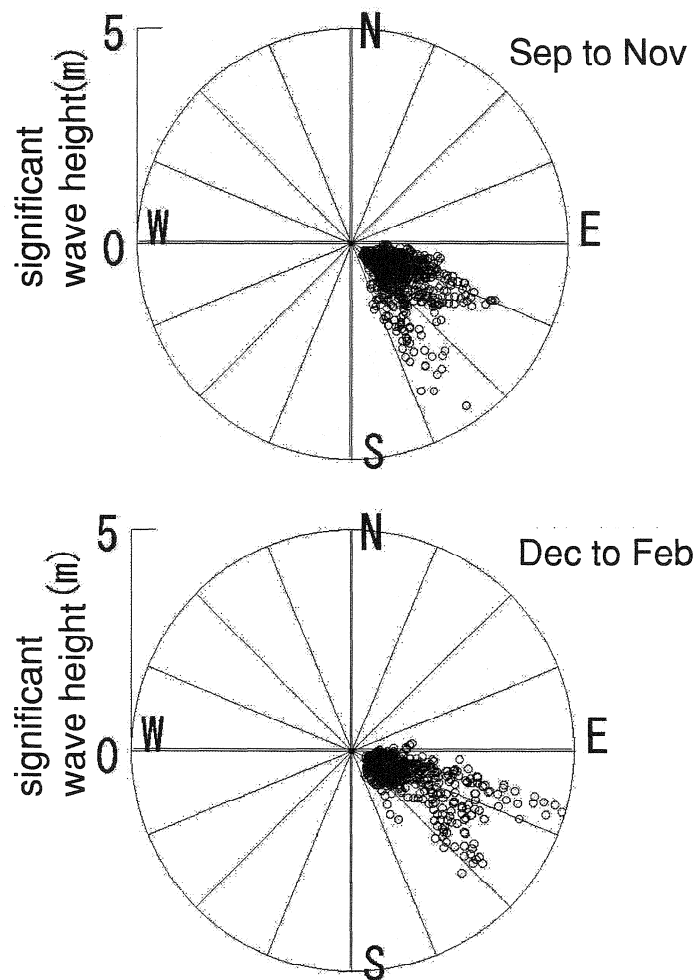 5
N
Sep to Nov
significant
wave height(m)
W
0
E
S
5
N
Dec to Feb
significant
wave height(m)
W
0
E
S